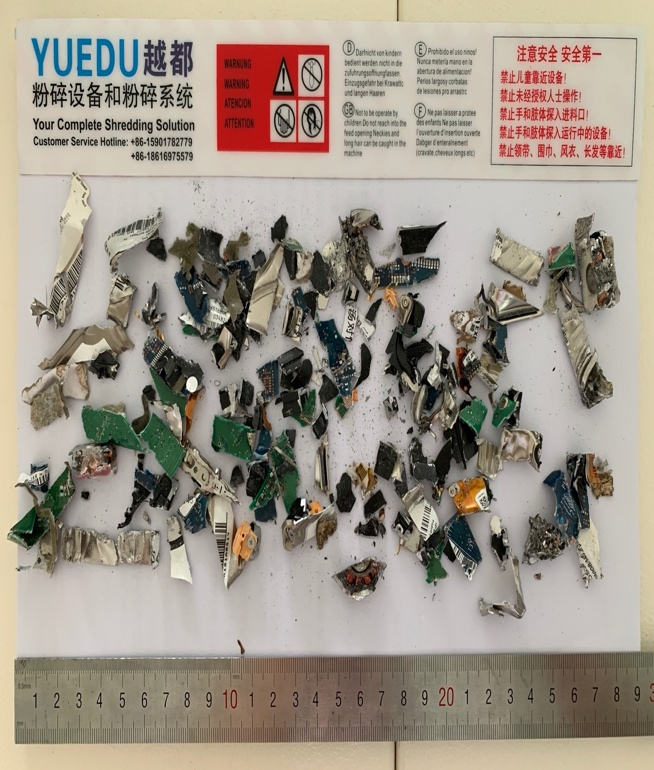 YUEDU越都
粉碎设备和粉碎系统
Your Complete Shredding Solution
Customer Service Hotline: +86-15901782779
+86-18616975579
WARNUNG
WARNING
ATENCION
ATTENTION
D Darfnicht von kindern
bedient werden nicht in die
zufuhrungsoffnungfassen.
Einzugsgefahr bei Krawatte
und langen Haaren
GB Not to be operaty by
children Do not reach into the
feed opening Neckies and
long hair can be caught in the
machine
E Prohibido el uso ninos!
Nunca meterla mano en la
abertura de alimentacion!
Perlas largosy corbatas
de lesiones pro arrastrc
F Ne pas laisser a protee
des enfants Ne pas laisser
l'ouverture d'insertion ouverte
Dabger d'enterainement
(cravate,cheveux longs etc)
注意安全 安全第一
禁止儿童靠近设备!
禁止未经授权人士操作!
禁止手和肢体探入进料口!
禁止手和肢体探入运行中的设备!
禁止领带、围巾、风衣、长发等靠近!
1 2 3 4 5 6 7 8 9 10 1 2 3 4 5 6 7 8 9 20 1 2 3 4 5 6 7 8 9 3